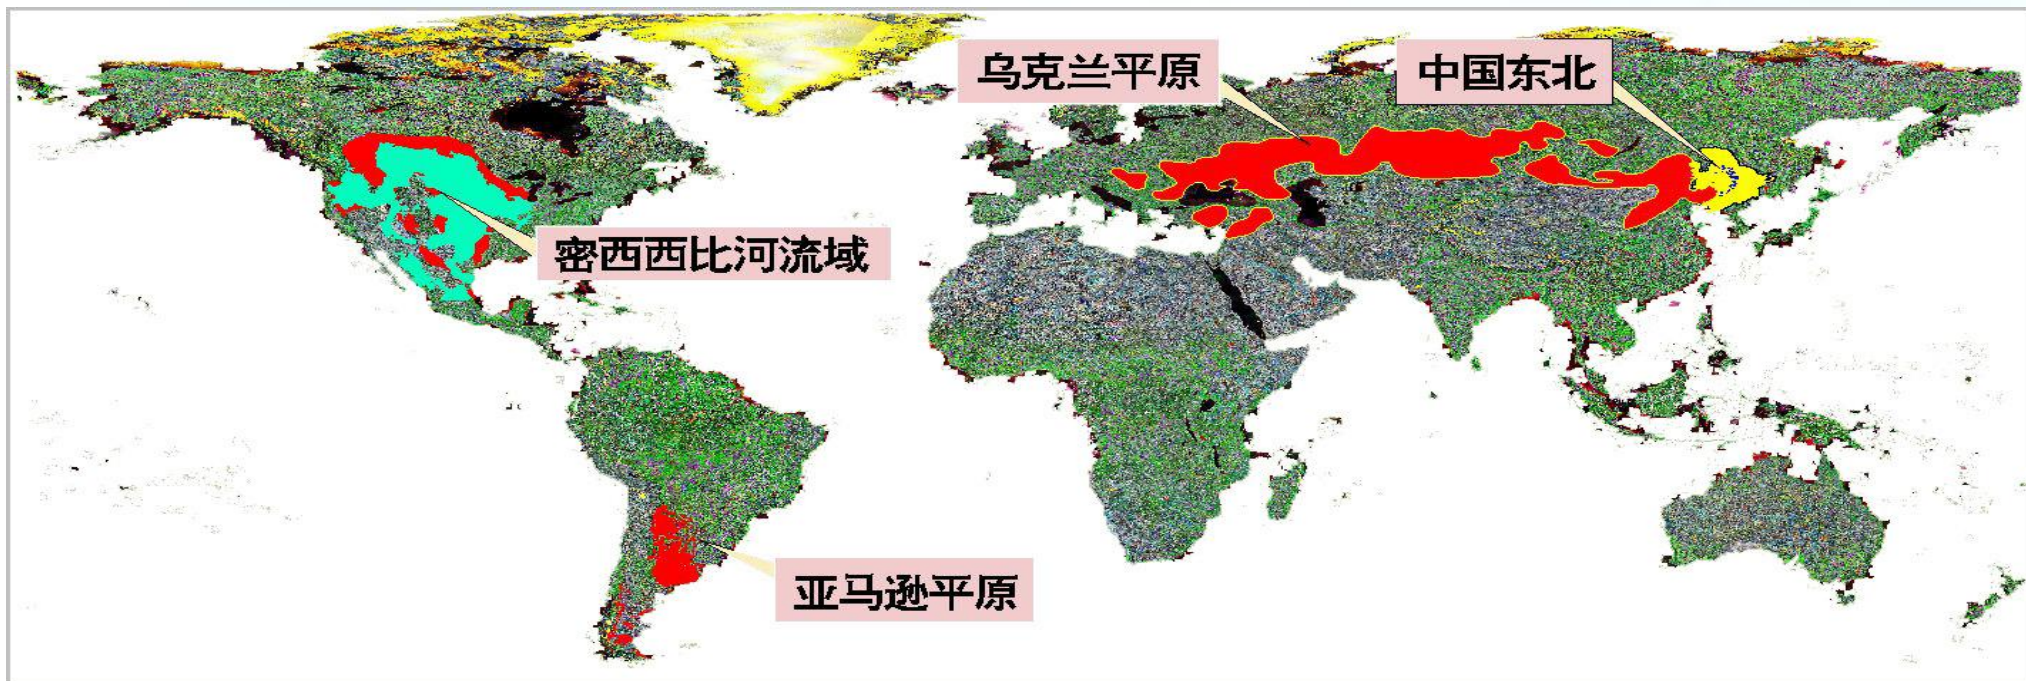 乌克兰平原
中国东北
密西西比河流域
亚马逊平原